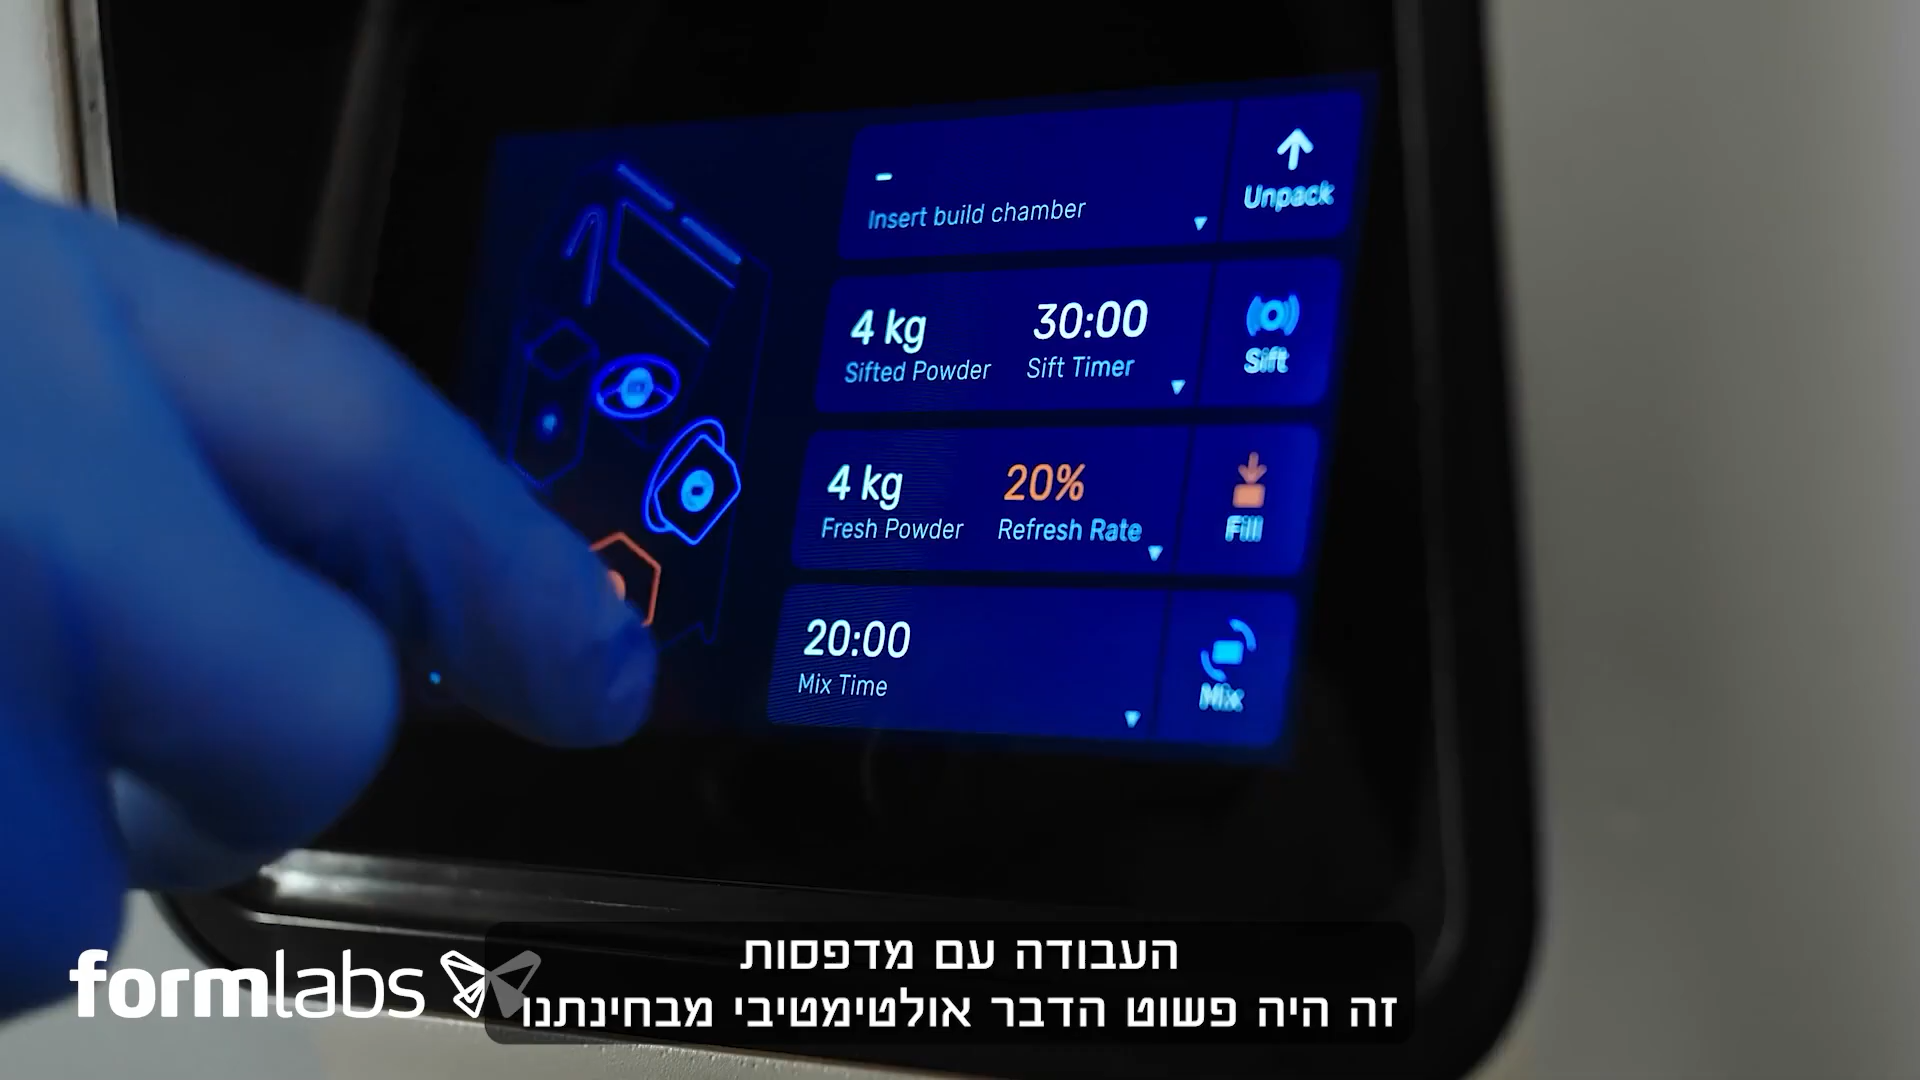 -
Insert build chamber
Unpack
4 kg
30:00
Sifted Powder
Sift Timer
Sift
4 kg
20%
Fresh Powder
Refresh Rate
Fill
20:00
Mix Time
Mix
formlabs
העבודה עם מדפסות
זה היה פשוט הדבר אולטימטיבי מבחינתנו